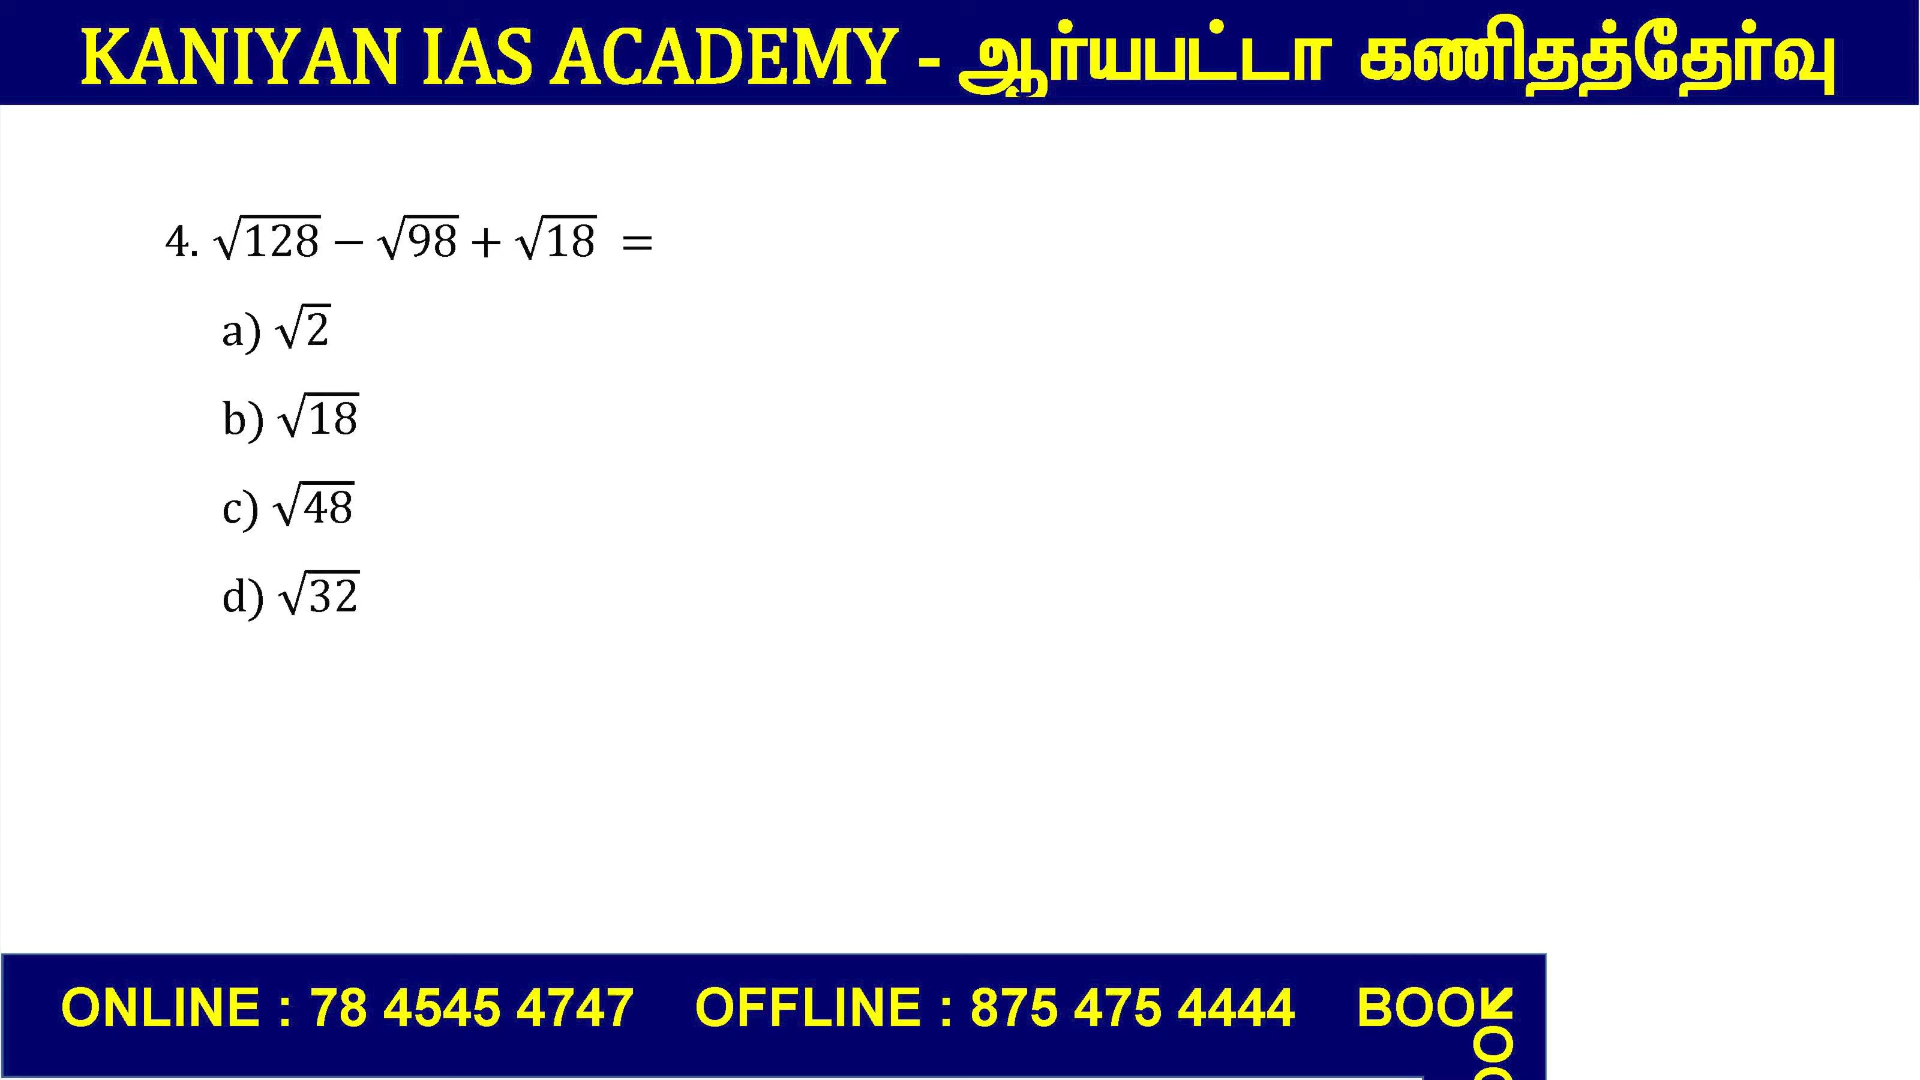 KANIYAN IAS ACADEMY - ஆர்யபட்டா கணிதத்தேர்வு
4. √128 − √98 + √18 =
a) √2
b) √18
c) √48
d) √32
ONLINE : 78 4545 4747 OFFLINE : 875 475 4444 BOOK